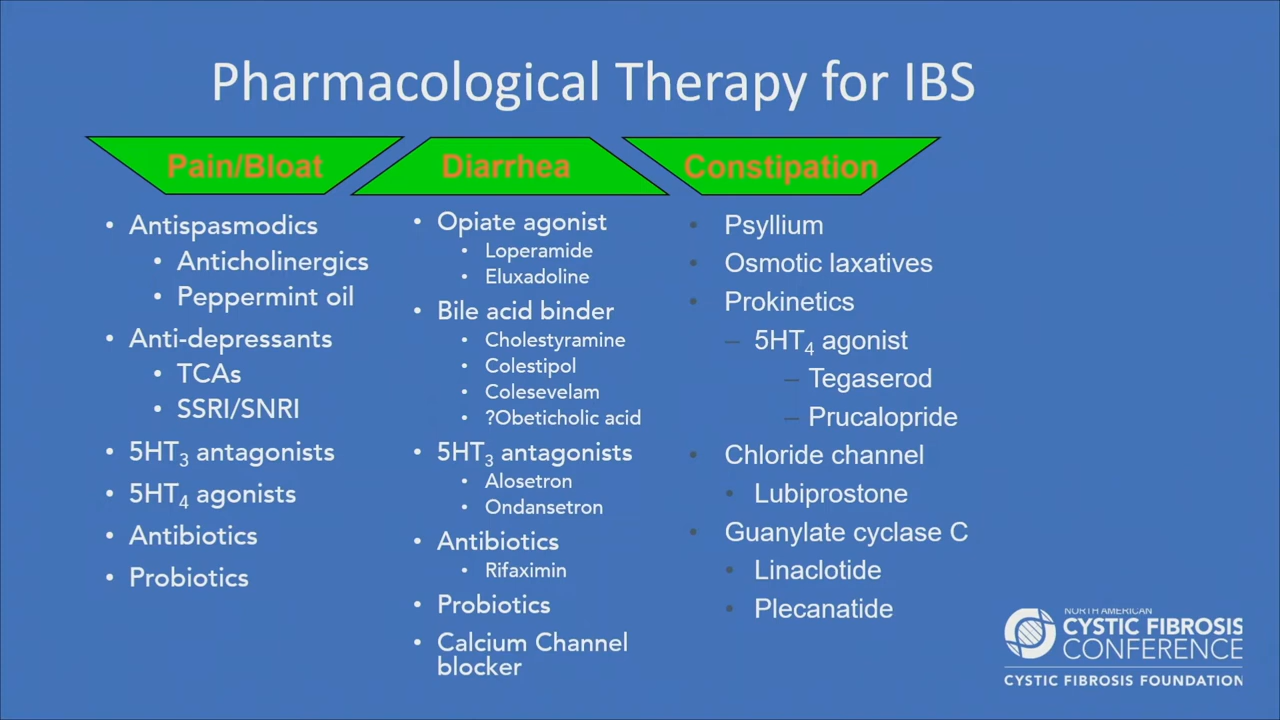 Pharmacological Therapy for IBS
Pain/Bloat
• Antispasmodics
• Anticholinergics
• Peppermint oil
• Anti-depressants
• TCAs
• SSRI/SNRI
• 5HT₃ antagonists
• 5HT₄ agonists
• Antibiotics
• Probiotics
Diarrhea
• Opiate agonist
• Loperamide
• Eluxadoline
• Bile acid binder
• Cholestyramine
• Colestipol
• Colesevelam
• ?Obeticholic acid
• 5HT₃ antagonists
• Alosetron
• Ondansetron
• Antibiotics
• Rifaximin
• Probiotics
• Calcium Channel
blocker
Constipation
• Psyllium
• Osmotic laxatives
• Prokinetics
– 5HT₄ agonist
– Tegaserod
– Prucalopride
• Chloride channel
• Lubiprostone
• Guanylate cyclase C
• Linaclotide
• Plecanatide
NORTH AMERICAN
CYSTIC FIBROSIS
CONFERENCE
CYSTIC FIBROSIS FOUNDATION